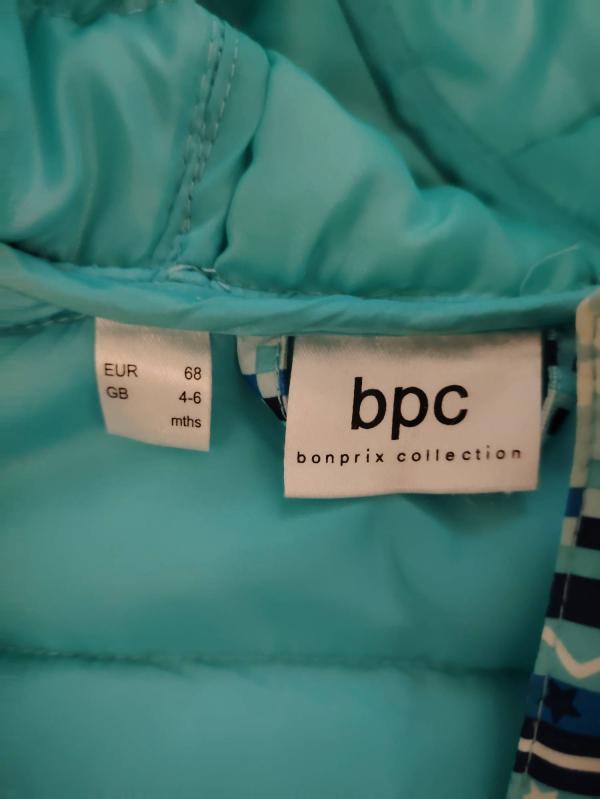 EUR 68
GB 4-6
mths
bpc
bonprix collection